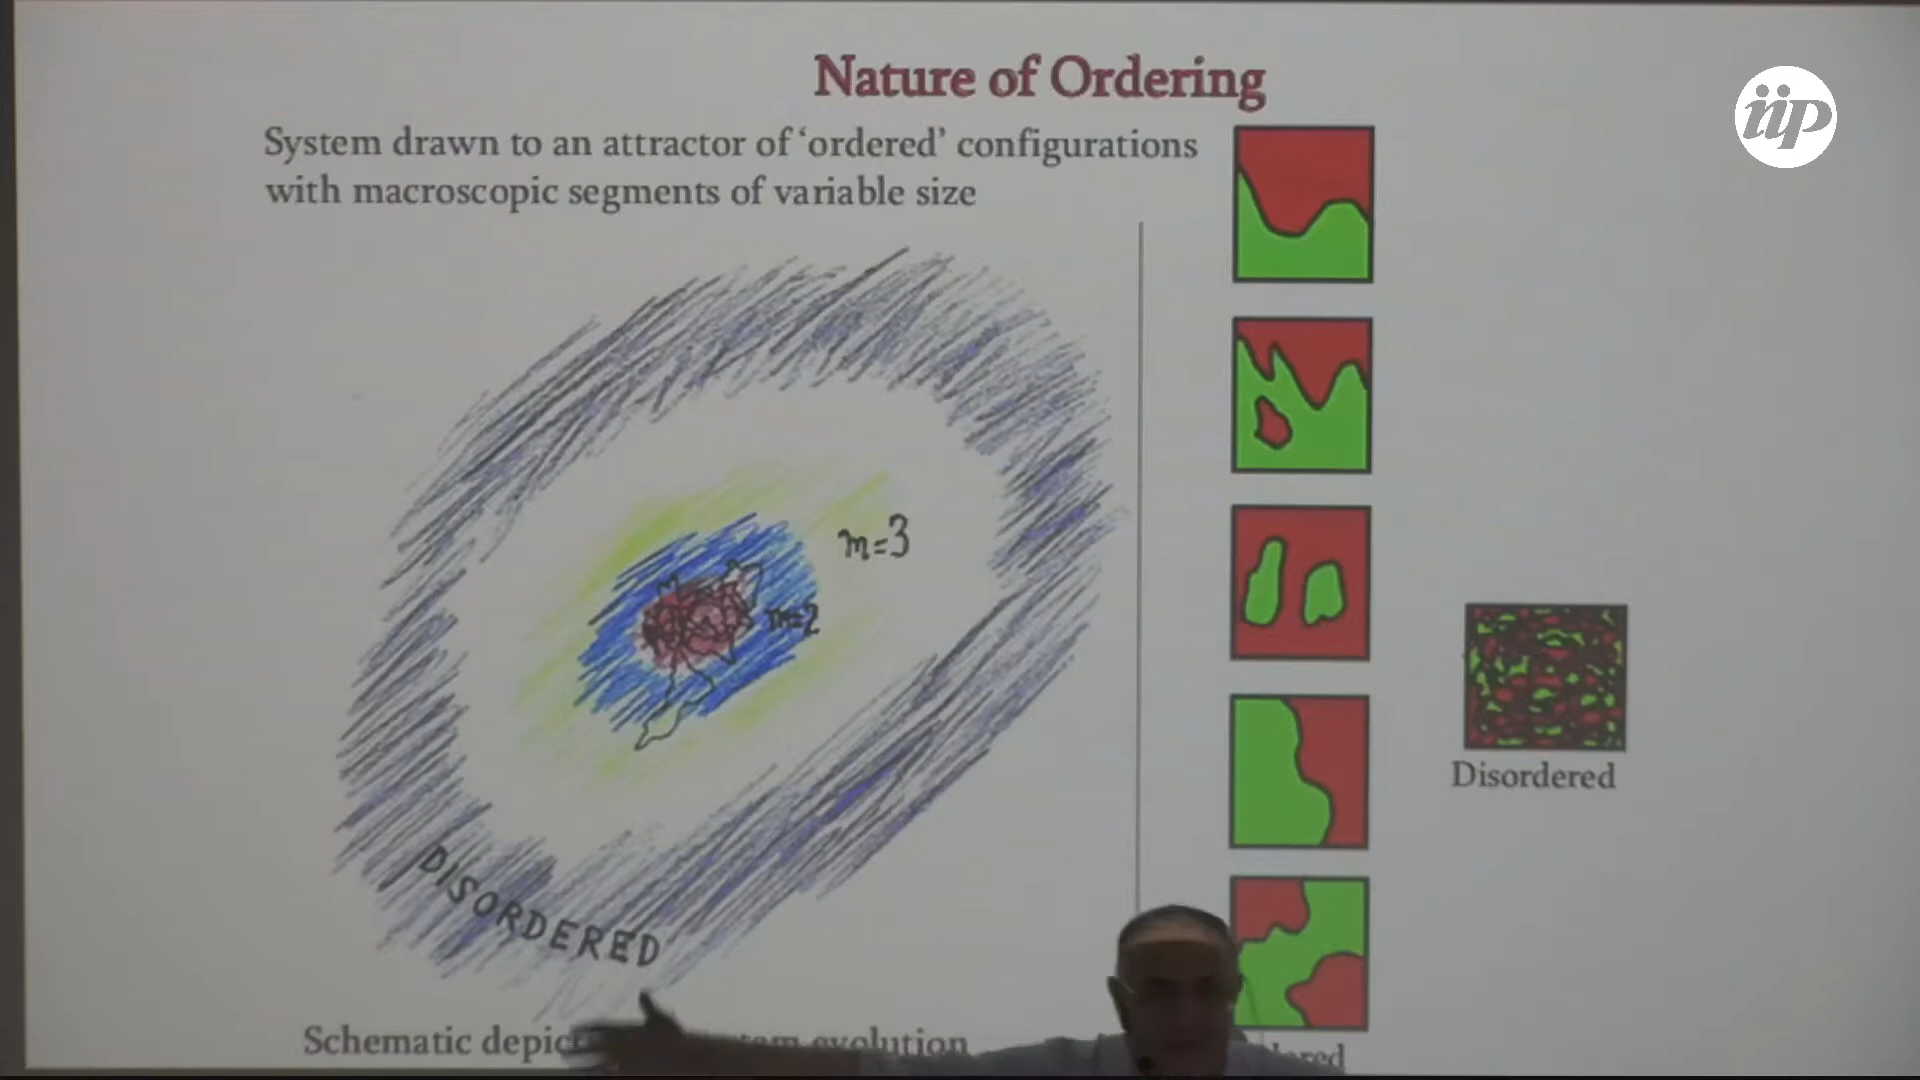 Nature of Ordering
iip
System drawn to an attractor of 'ordered' configurations
with macroscopic segments of variable size
m=3
m=2
Disordered
DISORDERED
Schematic evolution